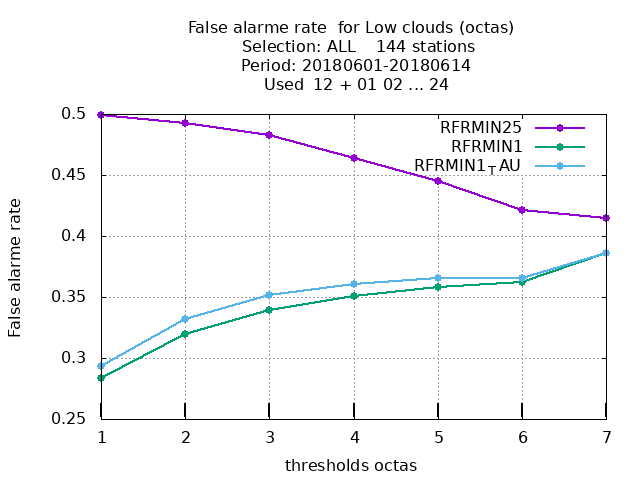 False alarme rate  for Low clouds (octas)
Selection: ALL    144 stations
Period: 20180601-20180614
Used  12 + 01 02 ... 24
RFRMIN25
RFRMIN1
RFRMIN1TAU
0.5
0.45
0.4
0.35
0.3
0.25
False alarme rate
1 2 3 4 5 6 7
thresholds octas